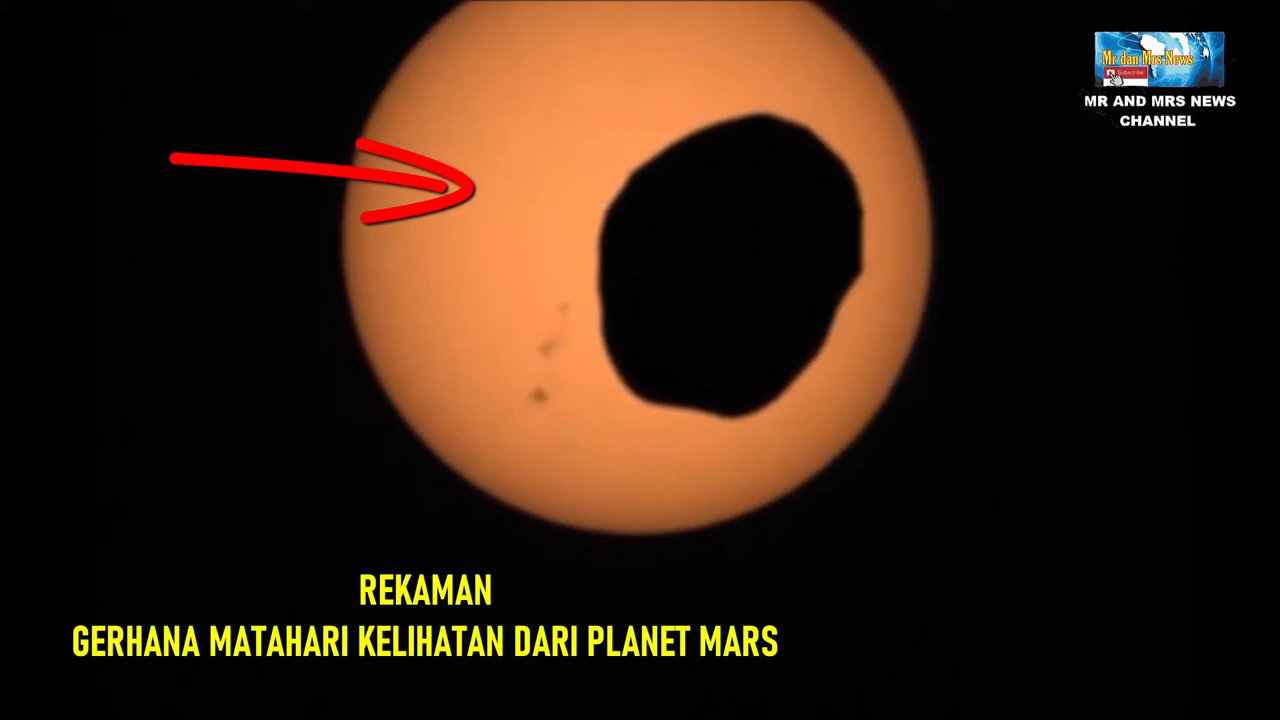 Mr dan Mrs News
Subscribe
MR AND MRS NEWS
CHANNEL
REKAMAN
GERHANA MATAHARI KELIHATAN DARI PLANET MARS